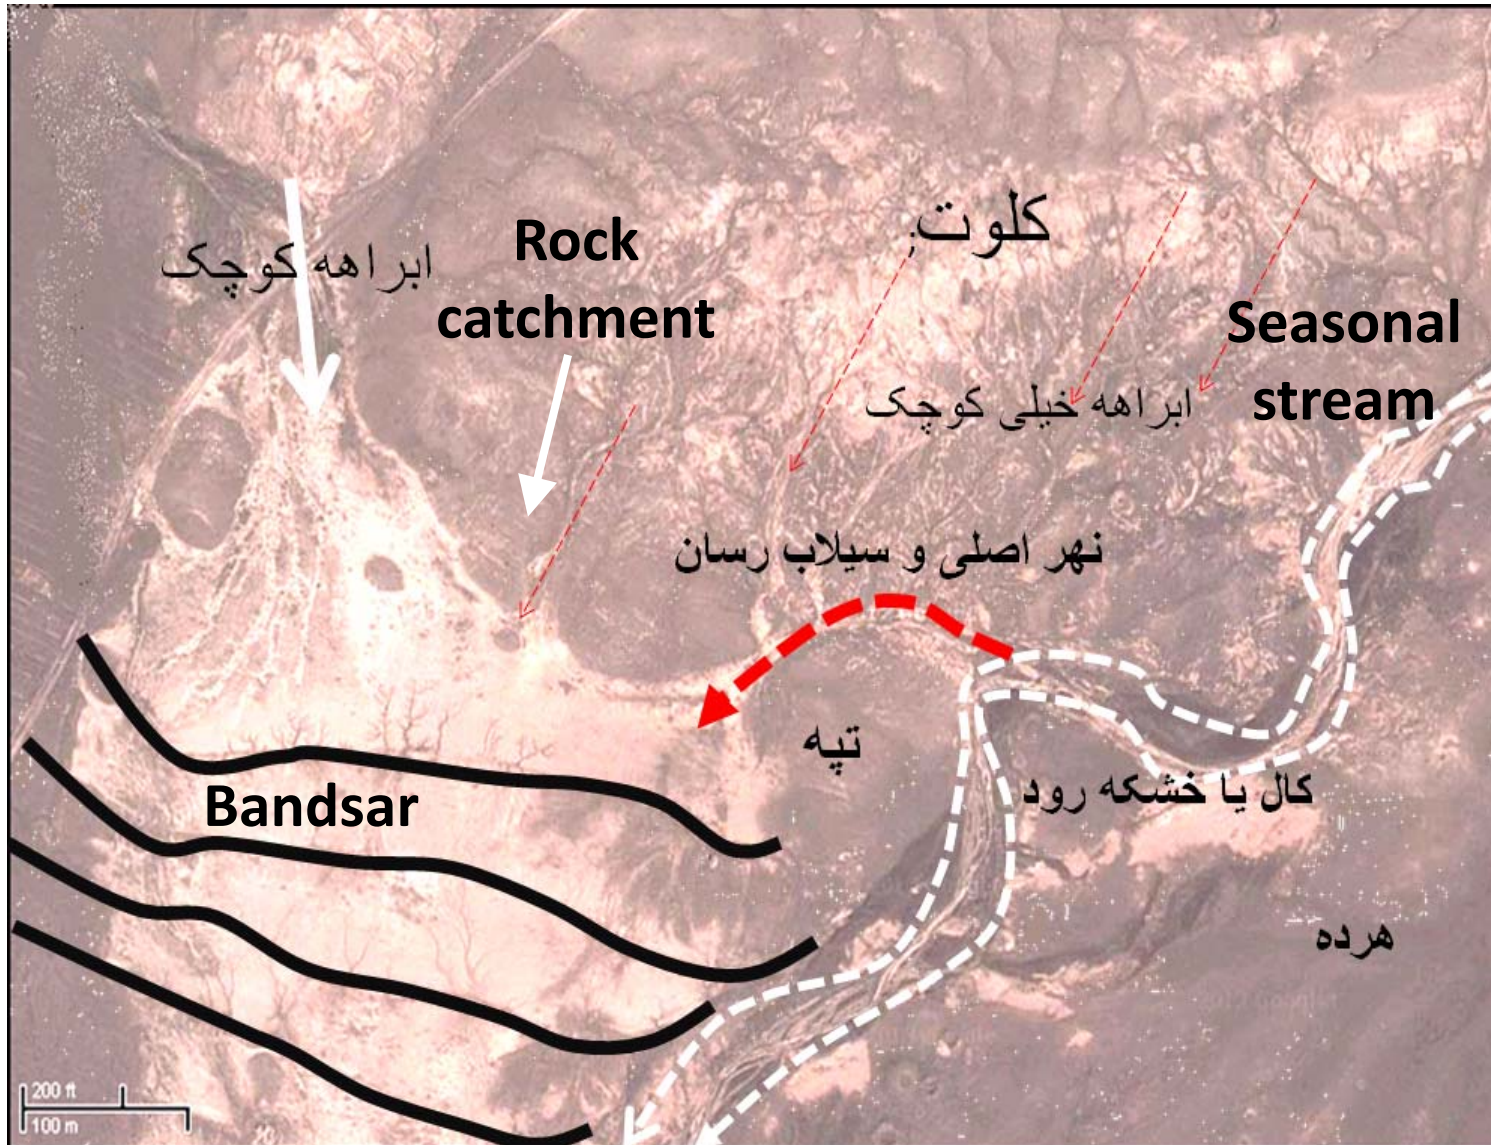 کلوت;
Rock
catchment
ابراهه کوچک
Seasonal
stream
ابراهه خیلی کوچک
نهر اصلی و سیلاب رسان
تپه
کال یا خشکه رود
Bandsar
هرده
200 ft
100 m